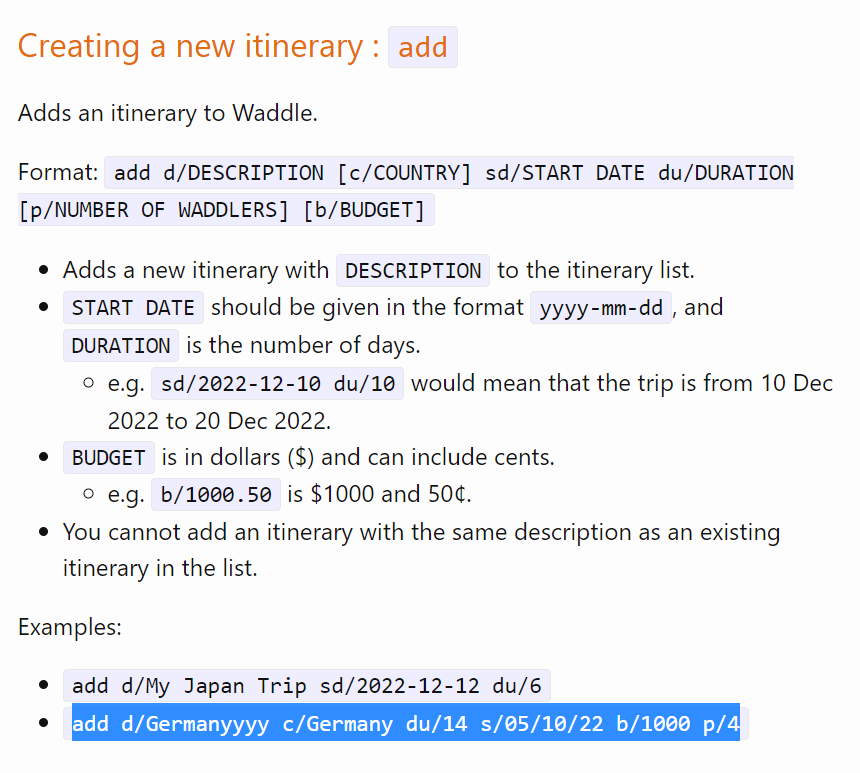 Creating a new itinerary : add
Adds an itinerary to Waddle.
Format: add d/DESCRIPTION [c/COUNTRY] sd/START DATE du/DURATION
[p/NUMBER OF WADDLERS] [b/BUDGET]
Adds a new itinerary with DESCRIPTION to the itinerary list.
START DATE should be given in the format yyyy-mm-dd, and
DURATION is the number of days.
e.g. sd/2022-12-10 du/10 would mean that the trip is from 10 Dec
2022 to 20 Dec 2022.
BUDGET is in dollars ($) and can include cents.
e.g. b/1000.50 is $1000 and 50¢.
You cannot add an itinerary with the same description as an existing
itinerary in the list.
Examples:
add d/My Japan Trip sd/2022-12-12 du/6
add d/Germanyyyy c/Germany du/14 s/05/10/22 b/1000 p/4